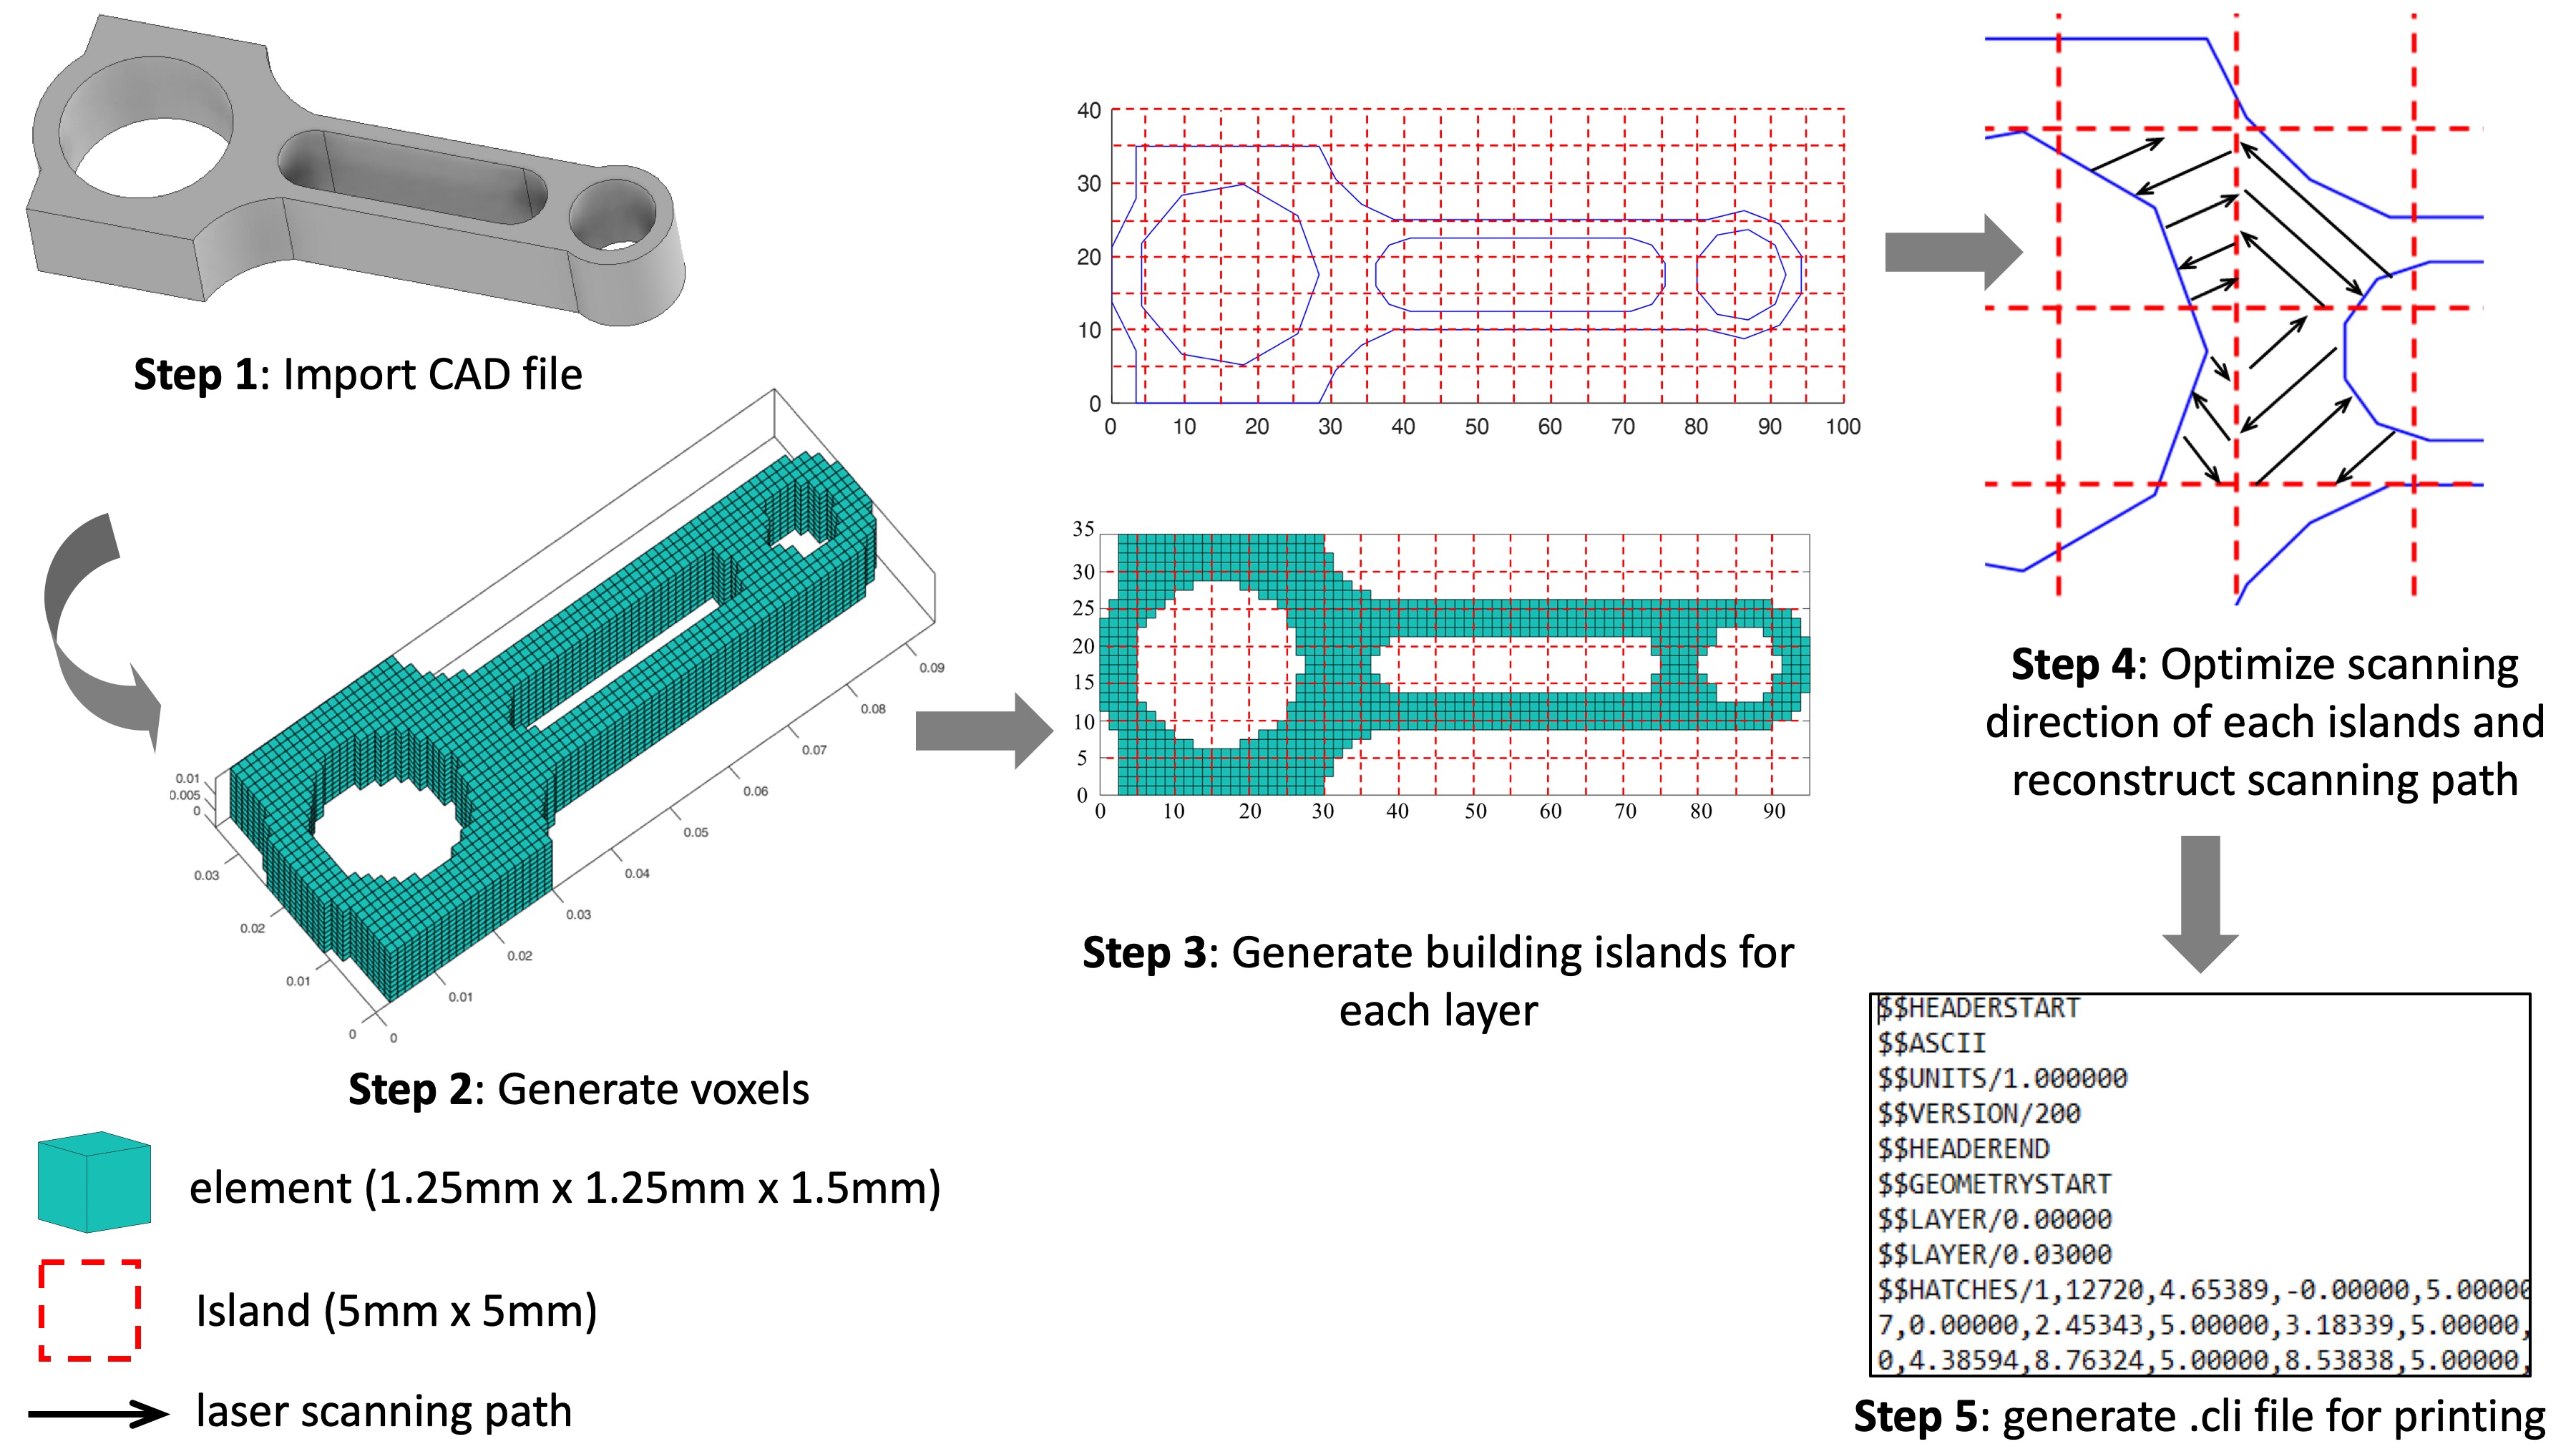 Step 1: Import CAD file
0.01
0.005
0
0.03
0.02
0.01
0
0
0.01
0.02
0.03
0.04
0.05
0.06
0.07
0.08
0.09
Step 2: Generate voxels
element (1.25mm x 1.25mm x 1.5mm)
Island (5mm x 5mm)
laser scanning path
40
30
20
10
0
0 10 20 30 40 50 60 70 80 90 100
35
30
25
20
15
10
5
0
0 10 20 30 40 50 60 70 80 90
Step 3: Generate building islands for
each layer
Step 4: Optimize scanning
direction of each islands and
reconstruct scanning path
$$HEADERSTART
$$ASCII
$$UNITS/1.000000
$$VERSION/200
$$HEADEREND
$$GEOMETRYSTART
$$LAYER/0.00000
$$LAYER/0.03000
$$HATCHES/1,12720,4.65389,-0.00000,5.00000
7,0.00000,2.45343,5.00000,3.18339,5.00000,
0,4.38594,8.76324,5.00000,8.53838,5.00000,
Step 5: generate .cli file for printing